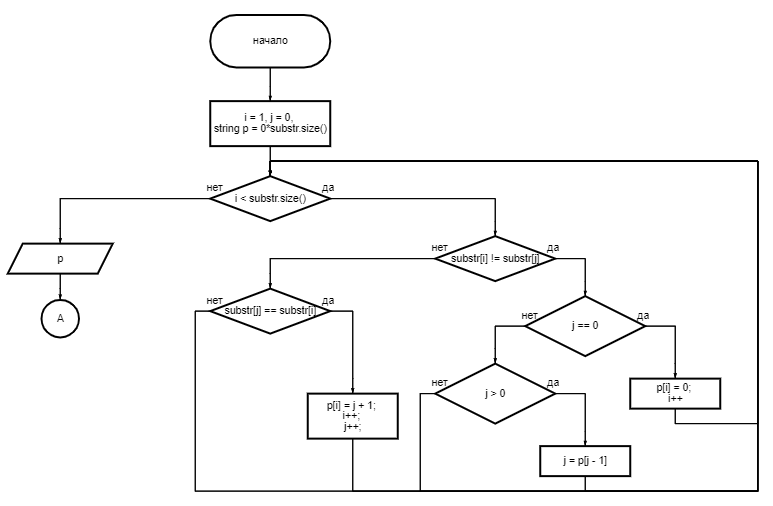 начало
i = 1, j = 0,
string p = 0*substr.size()
нет
да
i < substr.size()
нет
да
substr[i] != substr[j]
p
нет
да
substr[j] == substr[i]
A
нет
да
j == 0
нет
да
j > 0
p[i] = 0;
i++
p[i] = j + 1;
i++;
j++;
j = p[j - 1]